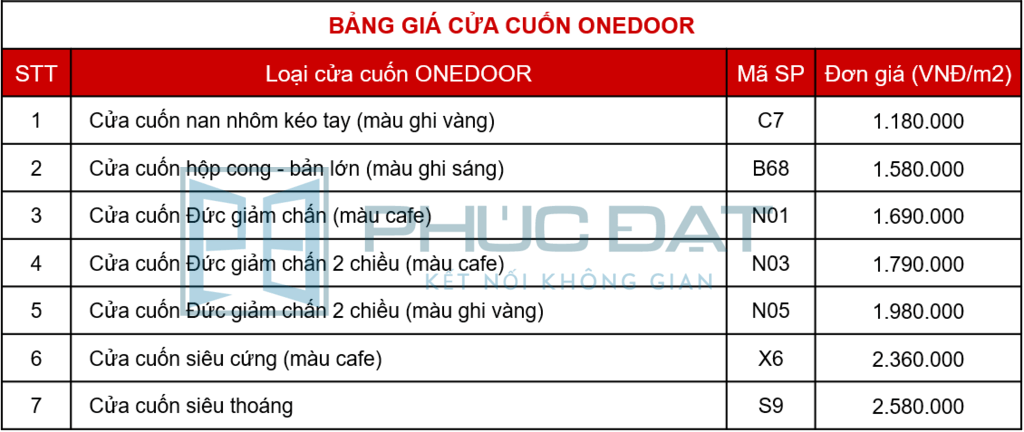 BẢNG GIÁ CỬA CUỐN ONEDOOR
STT Loại cửa cuốn ONEDOOR Mã SP Đơn giá (VNĐ/m2)
1 Cửa cuốn nan nhôm kéo tay (màu ghi vàng) C7 1.180.000
2 Cửa cuốn hộp cong - bản lớn (màu ghi sáng) B68 1.580.000
3 Cửa cuốn Đức giảm chấn (màu cafe) N01 1.690.000
PHÚC ĐẠT
4 Cửa cuốn Đức giảm chấn 2 chiều (màu cafe) N03 1.790.000
KẾT NỐI KHÔNG GIAN
5 Cửa cuốn Đức giảm chấn 2 chiều (màu ghi vàng) N05 1.980.000
6 Cửa cuốn siêu cứng (màu cafe) X6 2.360.000
7 Cửa cuốn siêu thoáng S9 2.580.000